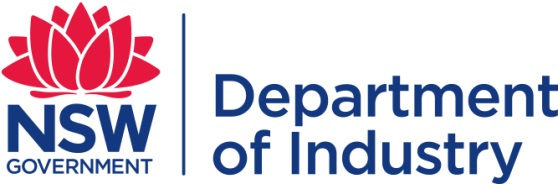 NSW
GOVERNMENT
Department
of Industry